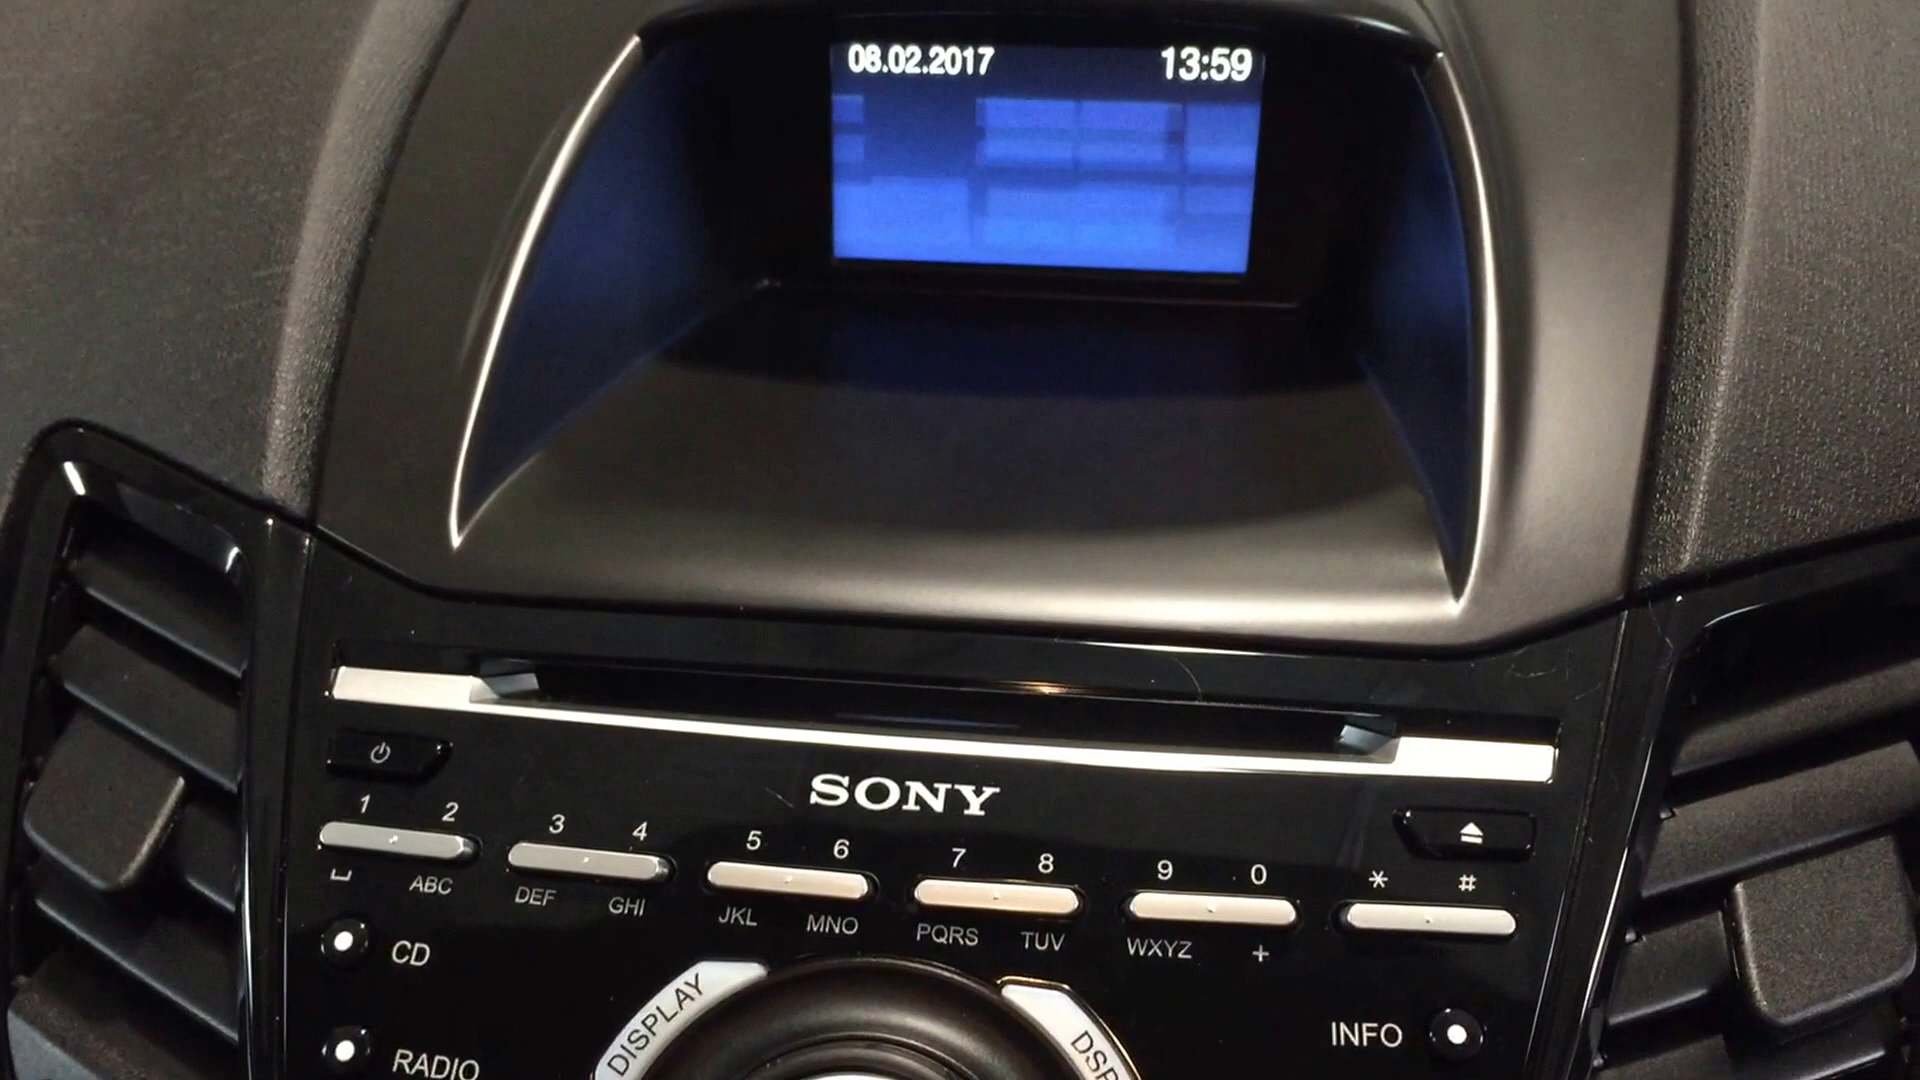 08.02.2017 13:59
SONY
1 2 3 4 5 6 7 8 9 0 * #
ABC DEF GHI JKL MNO PQRS TUV WXYZ +
CD
DISPLAY DSP
RADIO
INFO